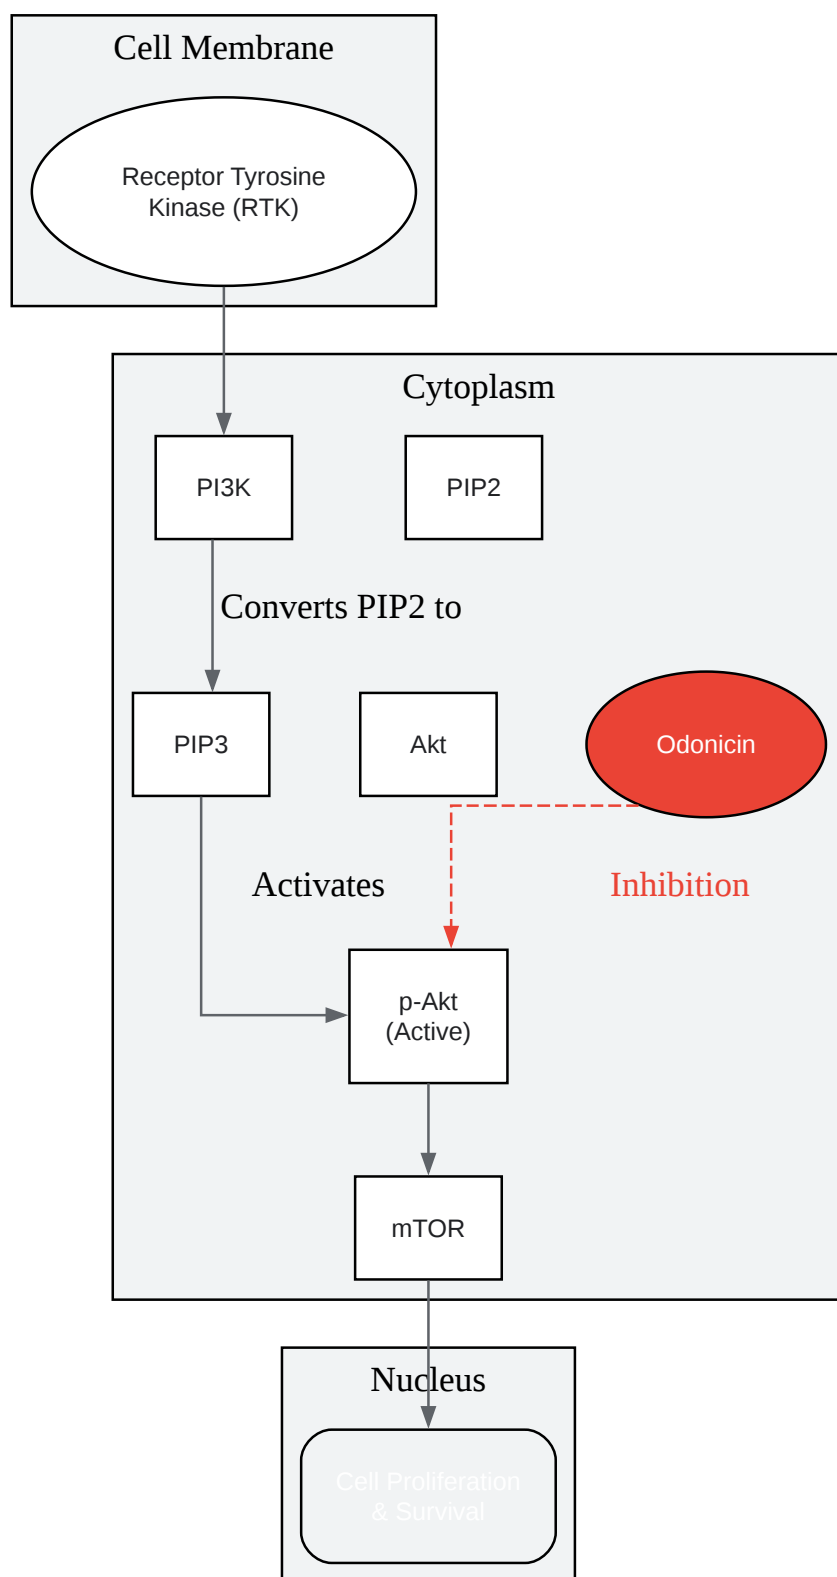 Cell Membrane
Receptor Tyrosine
Kinase (RTK)
Cytoplasm
PI3K
PIP2
Converts PIP2 to
PIP3
Akt
Odonicin
Activates
Inhibition
p-Akt
(Active)
mTOR
Nucleus
Cell Proliferation
& Survival